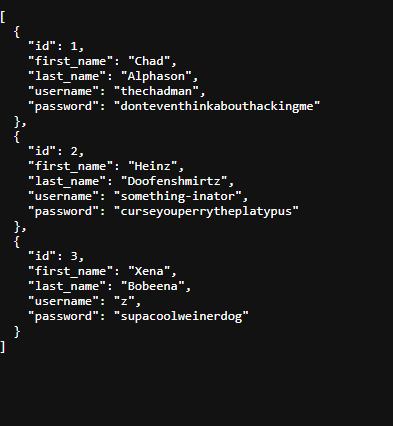 [
  {
    "id": 1,
    "first_name": "Chad",
    "last_name": "Alphason",
    "username": "thechadman",
    "password": "donteventhinkabouthackingme"
  },
  {
    "id": 2,
    "first_name": "Heinz",
    "last_name": "Doofenshmirtz",
    "username": "something-inator",
    "password": "curseyouperrytheplatypus"
  },
  {
    "id": 3,
    "first_name": "Xena",
    "last_name": "Bobeena",
    "username": "z",
    "password": "supacoolweinerdog"
  }
]